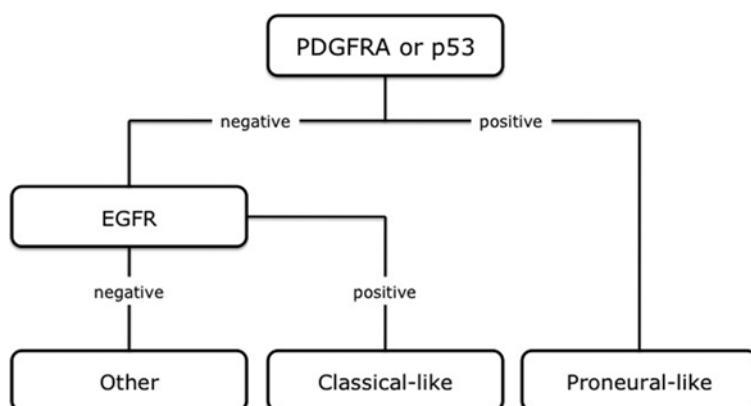 PDGFRA or p53
negative
positive
EGFR
negative
positive
Other
Classical-like
Proneural-like